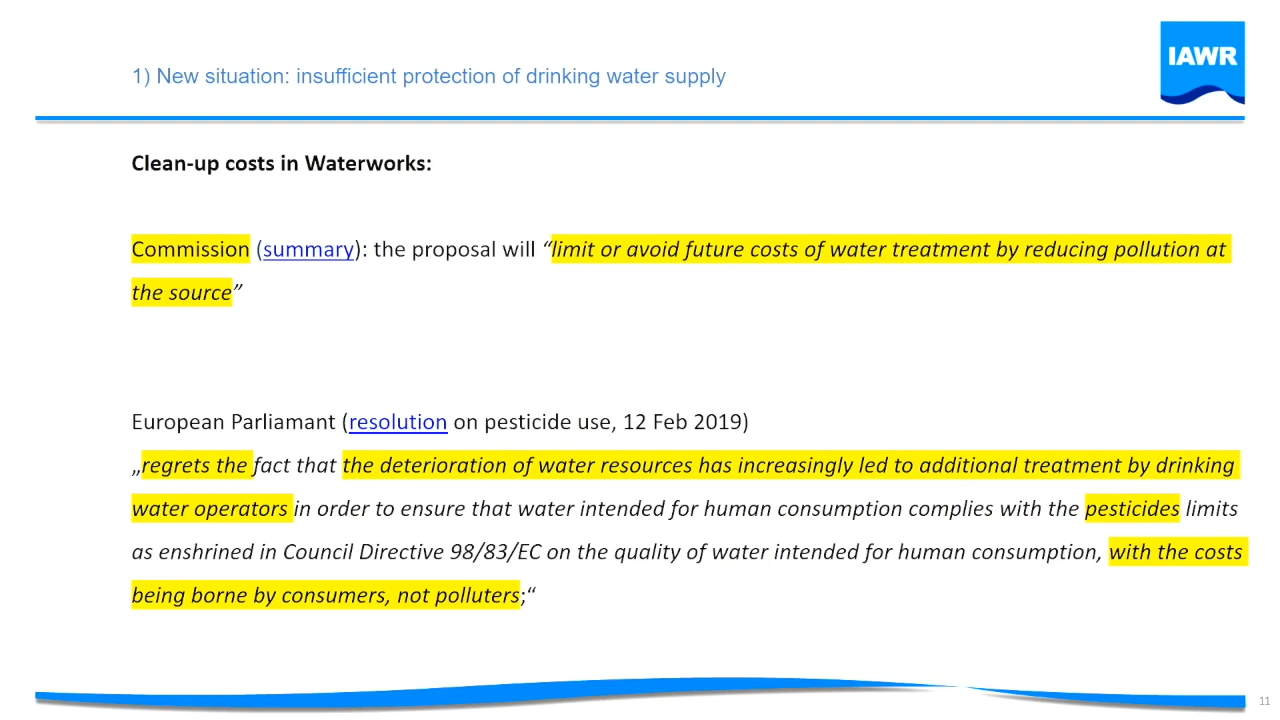 1) New situation: insufficient protection of drinking water supply
IAWR
Clean-up costs in Waterworks:
Commission (summary): the proposal will “limit or avoid future costs of water treatment by reducing pollution at
the source”
European Parliamant (resolution on pesticide use, 12 Feb 2019)
„regrets the fact that the deterioration of water resources has increasingly led to additional treatment by drinking
water operators in order to ensure that water intended for human consumption complies with the pesticides limits
as enshrined in Council Directive 98/83/EC on the quality of water intended for human consumption, with the costs
being borne by consumers, not polluters;“
11